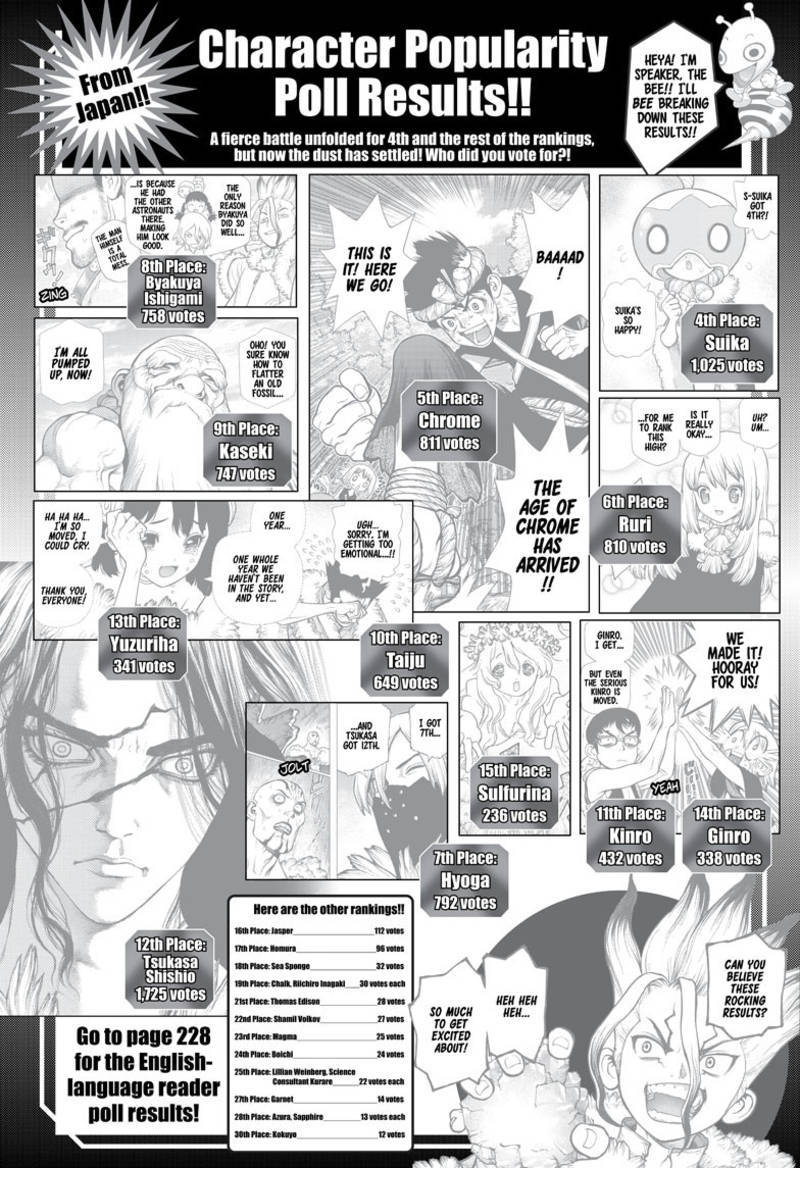 From
Japan!!
Character Popularity
Poll Results!!
A fierce battle unfolded for 4th and the rest of the rankings,
but now the dust has settled! Who did you vote for?!
HEYA! I'M
SPEAKER, THE
BEE!! I'LL
BEE BREAKING
DOWN THESE
RESULTS!!
S-SUIKA
GOT
4TH?!
SUIKA'S
SO
HAPPY!
4th Place:
Suika
1,025 votes
BAAAAD
!
THIS IS
IT! HERE
WE GO!
5th Place:
Chrome
811 votes
THE
AGE OF
CHROME
HAS
ARRIVED
!!
THE
ONLY
REASON
BYAKUYA
DID SO
WELL...
...IS BECAUSE
HE HAD
THE OTHER
ASTRONAUTS
THERE,
MAKING
HIM LOOK
GOOD.
THE MAN
HIMSELF
IS A
TOTAL
MESS.
ZING
8th Place:
Byakuya
Ishigami
758 votes
OHO! YOU
SURE KNOW
HOW TO
FLATTER
AN OLD
FOSSIL...
I'M ALL
PUMPED
UP, NOW!
9th Place:
Kaseki
747 votes
UH?
UM...
IS IT
REALLY
OKAY...
...FOR ME
TO RANK
THIS
HIGH?
6th Place:
Ruri
810 votes
UGH...
SORRY. I'M
GETTING TOO
EMOTIONAL...!!
ONE
YEAR...
ONE WHOLE
YEAR WE
HAVEN'T BEEN
IN THE STORY,
AND YET...
HA HA HA...
I'M SO
MOVED, I
COULD CRY.
THANK YOU,
EVERYONE!
13th Place:
Yuzuriha
341 votes
10th Place:
Taiju
649 votes
WE
MADE IT!
HOORAY
FOR US!
GINRO.
I GET...
BUT EVEN
THE SERIOUS
KINRO IS
MOVED.
YEAH
11th Place:
Kinro
432 votes
14th Place:
Ginro
338 votes
15th Place:
Sulfurina
236 votes
I GOT
7TH...
...AND
TSUKASA
GOT 12TH.
JOLT
7th Place:
Hyoga
792 votes
12th Place:
Tsukasa
Shishio
1,725 votes
Here are the other rankings!!
16th Place: Jasper 112 votes
17th Place: Homura 96 votes
18th Place: Sea Sponge 32 votes
19th Place: Chalk, Riichiro Inagaki 30 votes each
21st Place: Thomas Edison 28 votes
22nd Place: Shamil Volkov 27 votes
23rd Place: Magma 25 votes
24th Place: Boichi 24 votes
25th Place: Lillian Weinberg, Science
Consultant Kurare 22 votes each
27th Place: Garnet 14 votes
28th Place: Azura, Sapphire 13 votes each
30th Place: Kokuyo 12 votes
Go to page 228
for the English-
language reader
poll results!
CAN YOU
BELIEVE
THESE
ROCKING
RESULTS?
HEH HEH
HEH...
SO MUCH
TO GET
EXCITED
ABOUT!